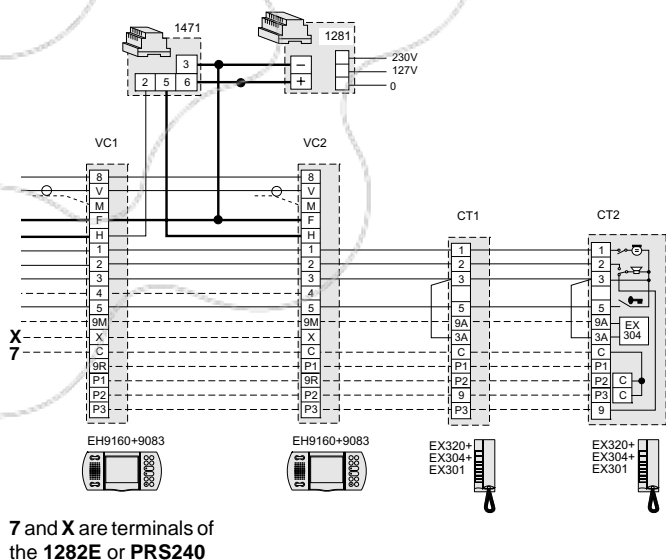 1471
1281
3
2 5 6
–
+
230V
127V
0
VC1
VC2
8
V
M
F
H
1
2
3
4
5
9M
X
C
9R
P1
P2
P3
8
V
M
F
H
1
2
3
4
5
9M
X
C
P1
9R
P2
P3
X
7
CT1
1
2
3
5
9A
3A
C
P1
P2
9
P3
CT2
1
2
3
5
9A
3A
C
P1
P2
P3
9
EX
304
C
C
EH9160+9083
EH9160+9083
EX320+
EX304+
EX301
EX320+
EX304+
EX301
7 and X are terminals of
the 1282E or PRS240